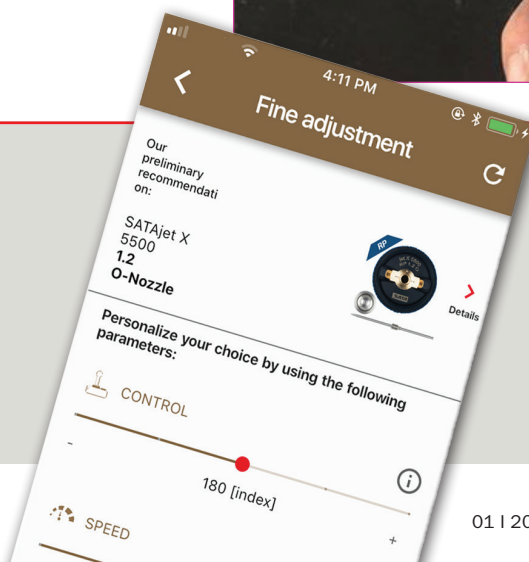 4:11 PM
Fine adjustment
Our
preliminary
recommendati
on:
SATAjet X
5500
1.2
O-Nozzle
RP
Details
Personalize your choice by using the following
parameters:
CONTROL
-
180 [index]
+
SPEED
01 I 20